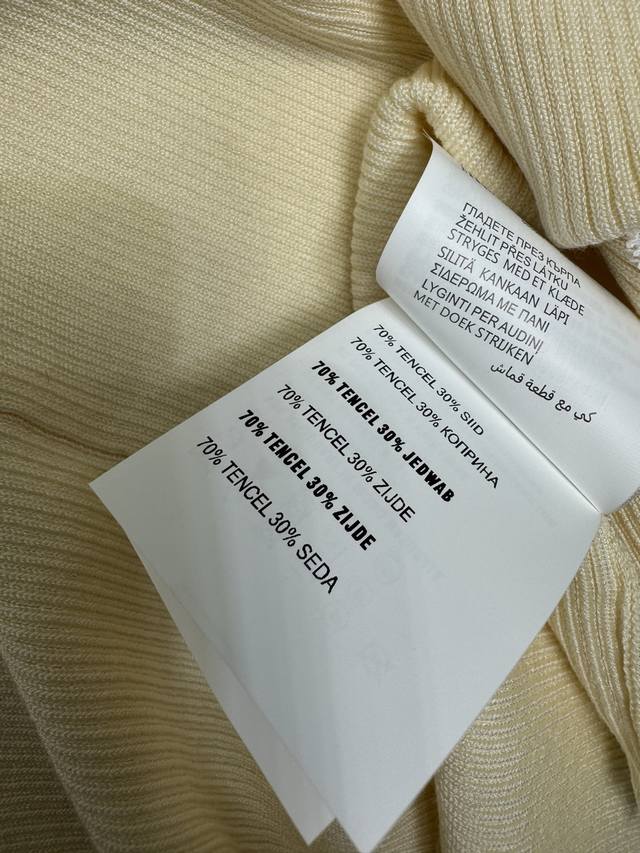 ГЛАДЕТЕ ПРЕЗ КЪРПА
ŽEHLIT PŘES LÁTKU
STRYGES MED ET KLÆDE
SILITÄ KANKAAN LÄPI
ΣΙΔΕΡΩΜΑ ΜΕ ΠΑΝΙ
LYGINTI PER AUDINĮ
MET DOEK STRIJKEN
كي مع قطعة قماش
70% TENCEL 30% SIID
70% TENCEL 30% КОПРИНА
70% TENCEL 30% JEDWAB
70% TENCEL 30% ZIJDE
70% TENCEL 30% ZIJDE
70% TENCEL 30% SEDA